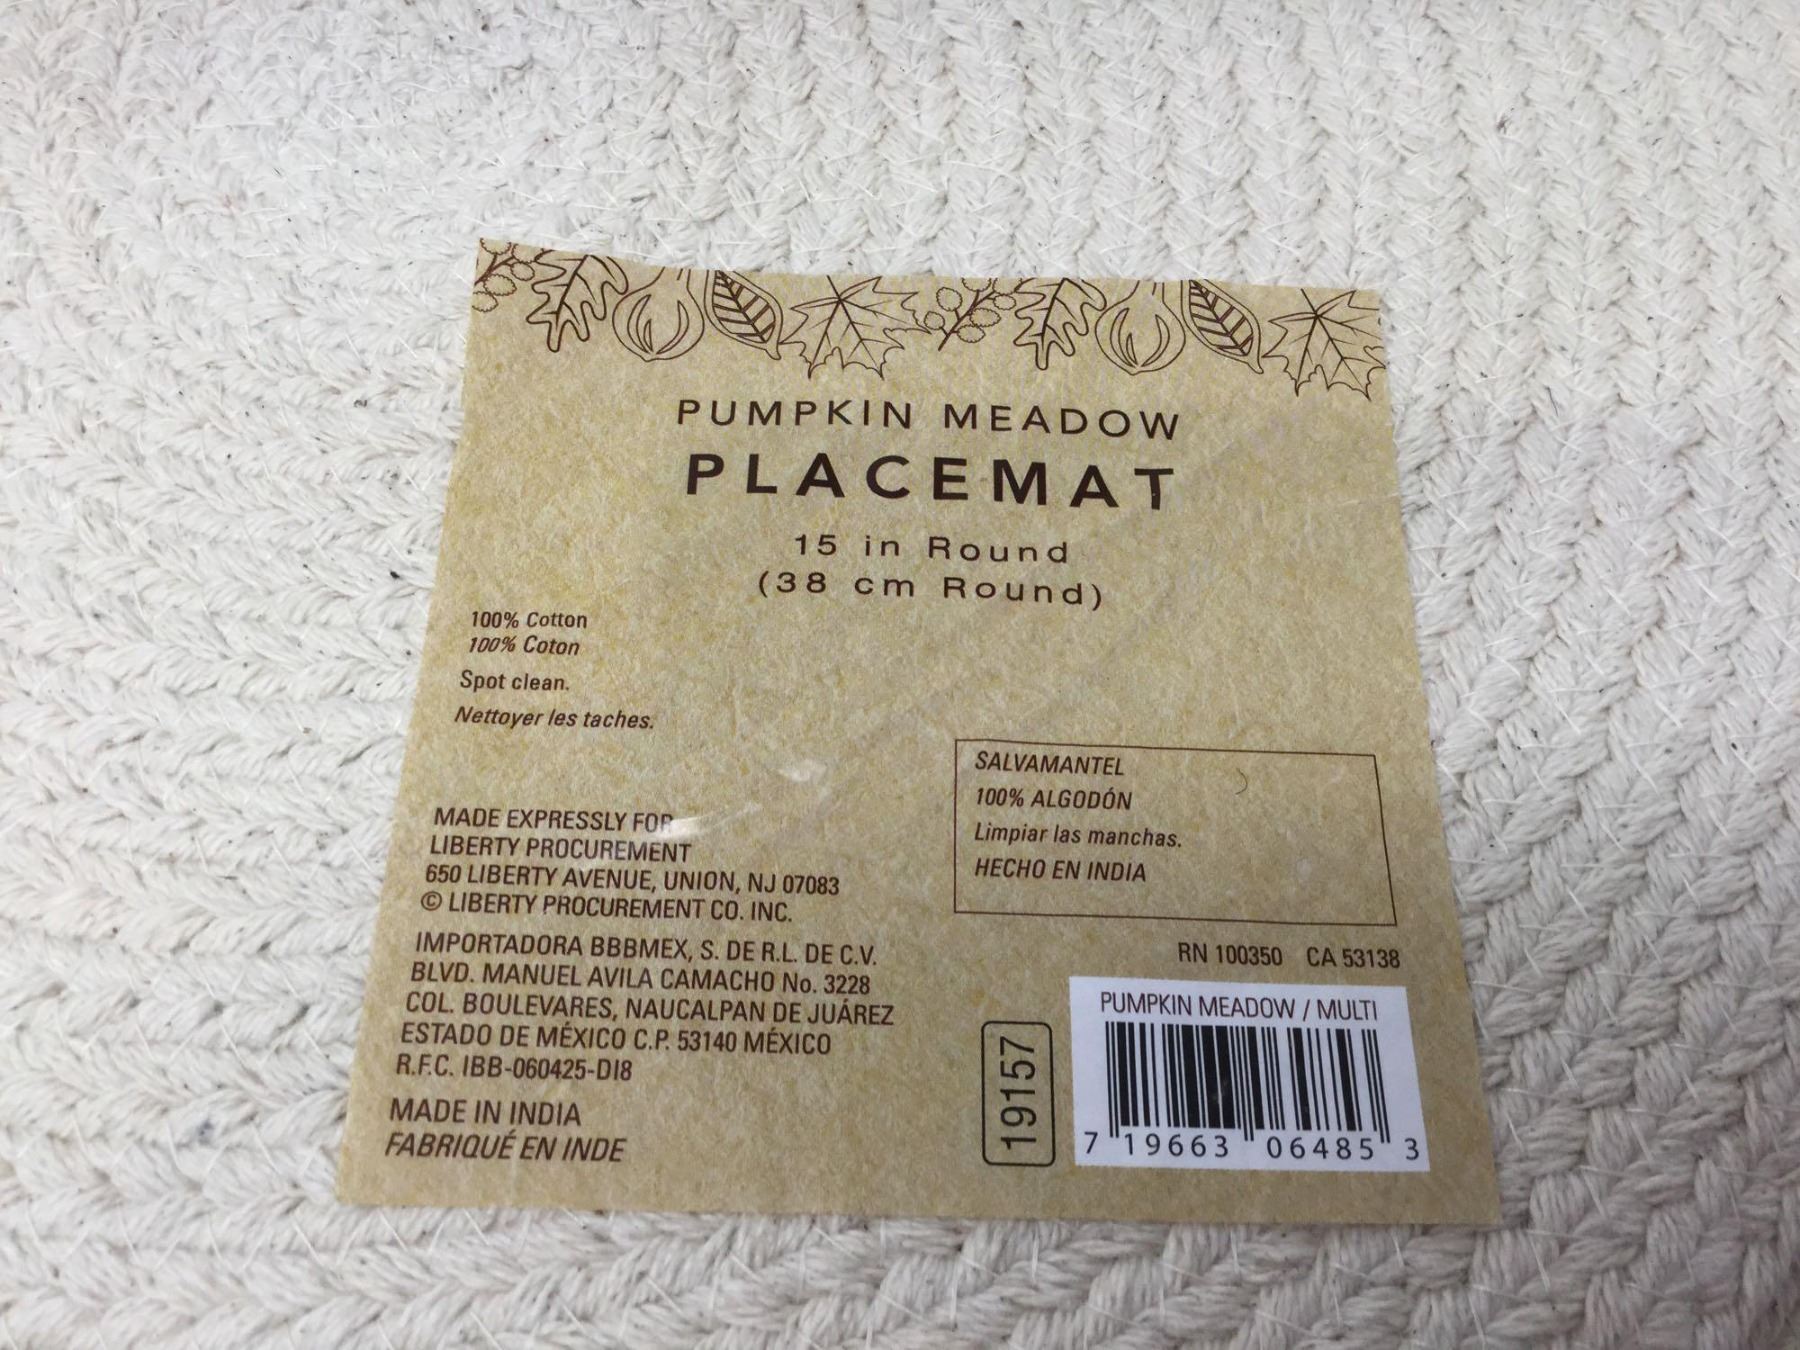 PUMPKIN MEADOW
PLACEMAT
15 in Round
(38 cm Round)
100% Cotton
100% Coton
Spot clean.
Nettoyer les taches.
MADE EXPRESSLY FOR
LIBERTY PROCUREMENT
650 LIBERTY AVENUE, UNION, NJ 07083
© LIBERTY PROCUREMENT CO. INC.
IMPORTADORA BBBMEX, S. DE R.L. DE C.V.
BLVD. MANUEL AVILA CAMACHO No. 3228
COL. BOULEVARES, NAUCALPAN DE JUÁREZ
ESTADO DE MÉXICO C.P. 53140 MÉXICO
R.F.C. IBB-060425-DI8
MADE IN INDIA
FABRIQUÉ EN INDE
SALVAMANTEL
100% ALGODÓN
Limpiar las manchas.
HECHO EN INDIA
RN 100350 CA 53138
19157
PUMPKIN MEADOW / MULTI
7 19663 06485 3